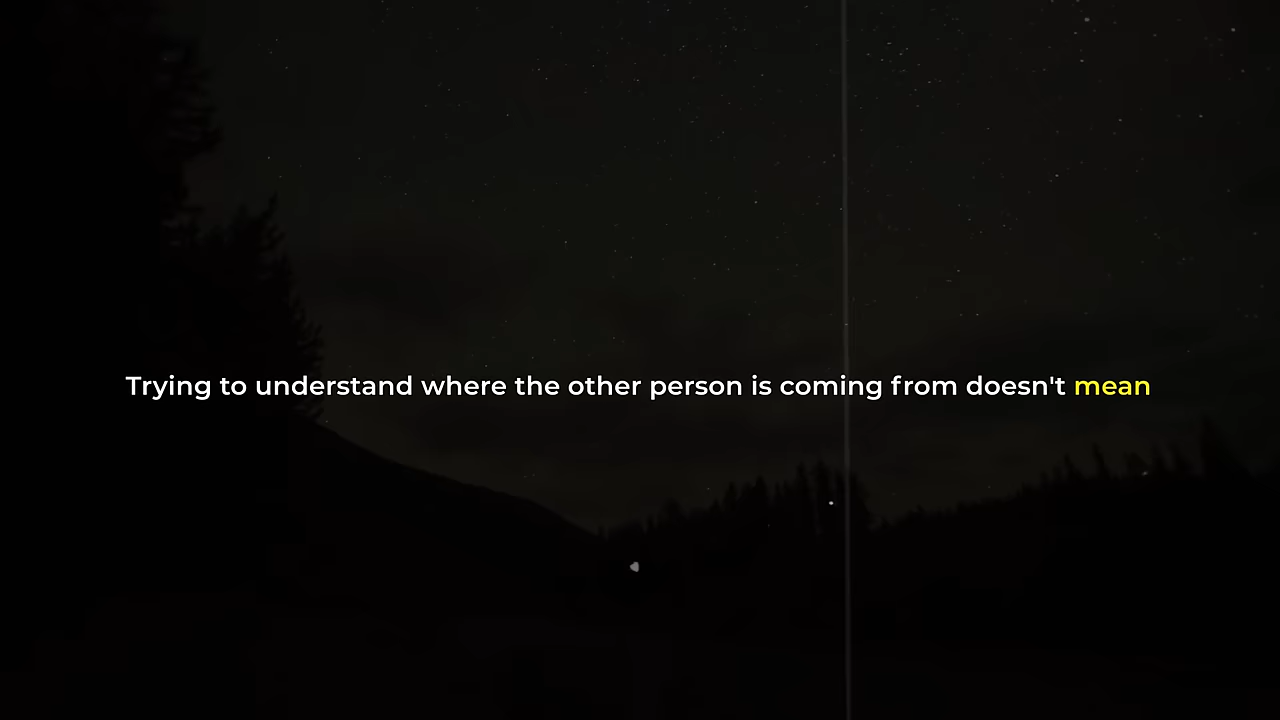 Trying to understand where the other person is coming from doesn't mean